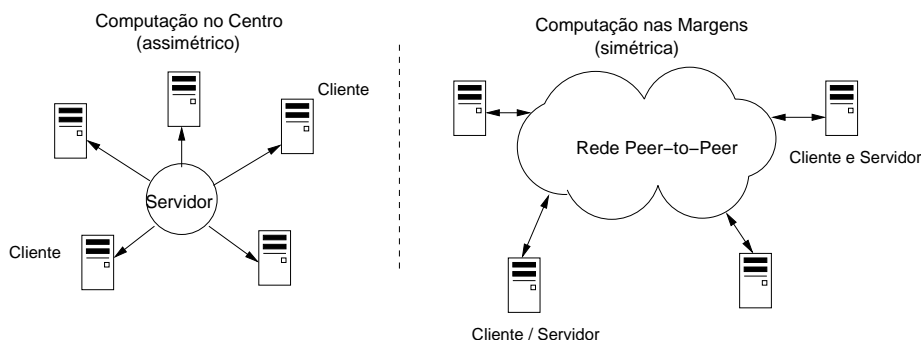 Computação no Centro
(assimétrico)
Cliente
Servidor
Cliente
Computação nas Margens
(simétrica)
Rede Peer−to−Peer
Cliente e Servidor
Cliente / Servidor